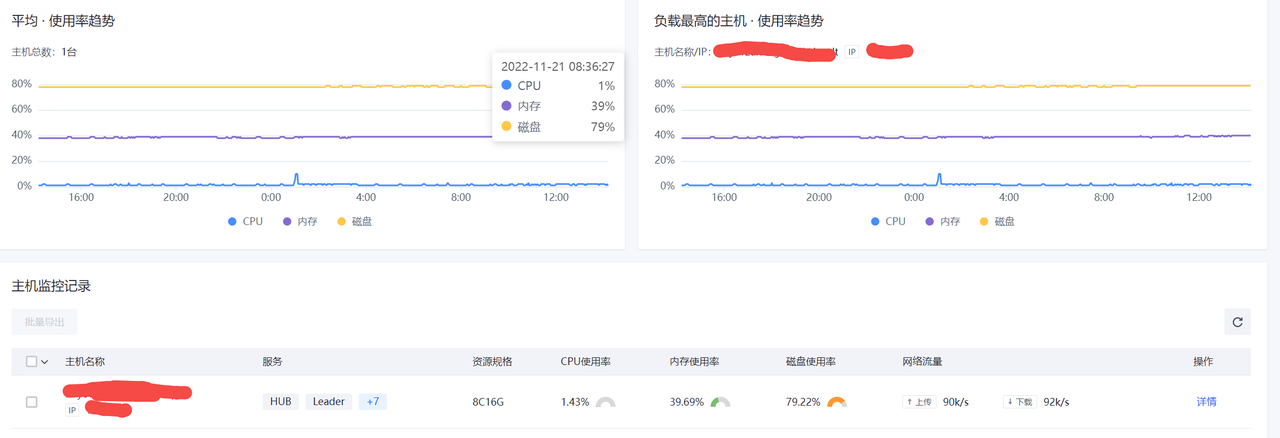 平均 · 使用率趋势
主机总数：1台
80%
60%
40%
20%
0%
16:00 20:00 0:00 4:00 8:00 12:00
CPU 内存 磁盘
2022-11-21 08:36:27
CPU 1%
内存 39%
磁盘 79%
负载最高的主机 · 使用率趋势
主机名称/IP： IP
80%
60%
40%
20%
0%
16:00 20:00 0:00 4:00 8:00 12:00
CPU 内存 磁盘
主机监控记录
批量导出
主机名称 服务 资源规格 CPU使用率 内存使用率 磁盘使用率 网络流量 操作
HUB Leader +7 8C16G 1.43% 39.69% 79.22% ↑ 上传 90k/s ↓ 下载 92k/s 详情
IP